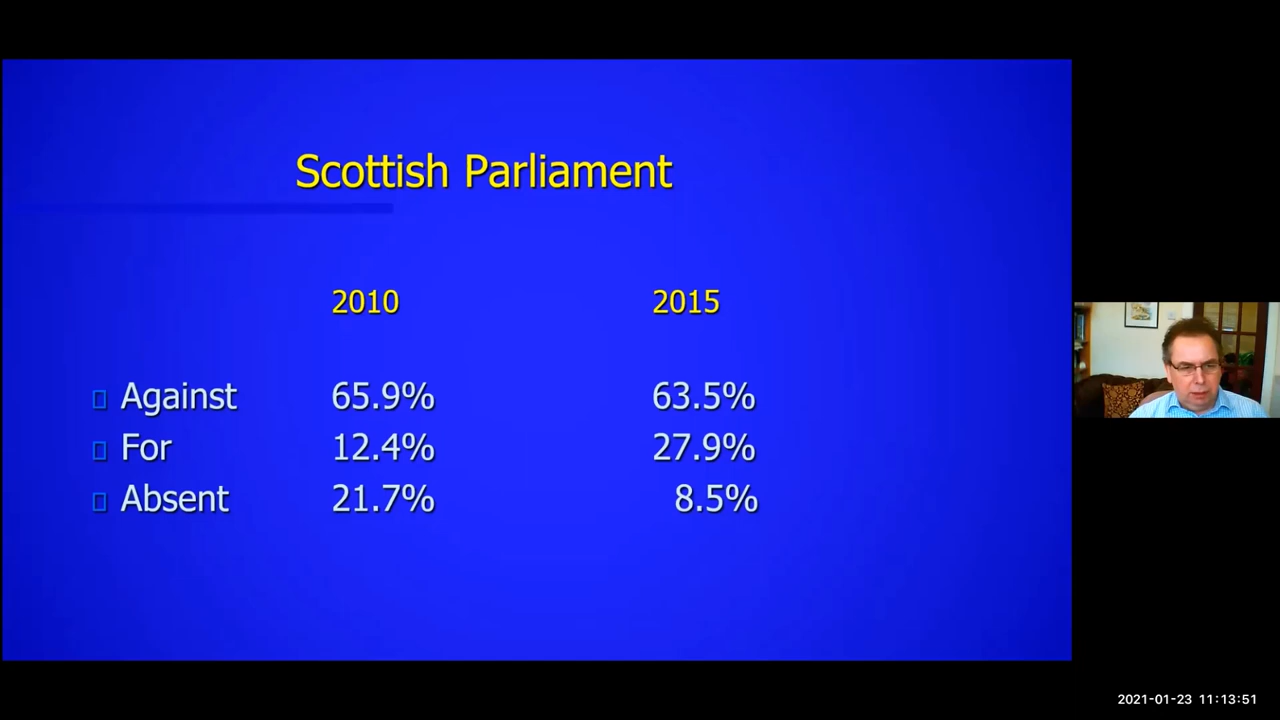 Scottish Parliament
2010 2015
Against 65.9% 63.5%
For 12.4% 27.9%
Absent 21.7% 8.5%
2021-01-23 11:13:51